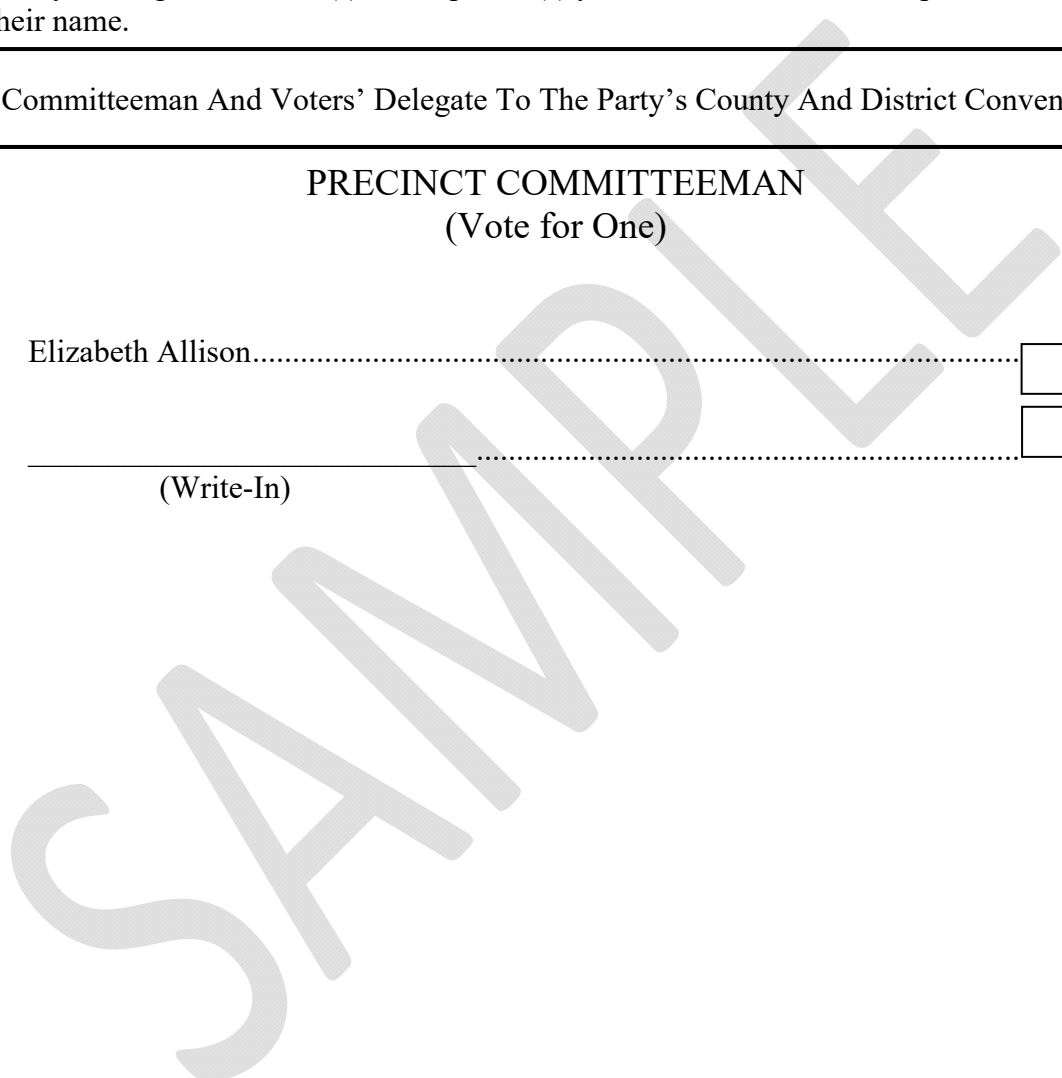 heir name.
Committeeman And Voters' Delegate To The Party's County And District Conven
PRECINCT COMMITTEEMAN
(Vote for One)
Elizabeth Allison................................................................................................
____________________________....................................................................
(Write-In)
SAMPLE